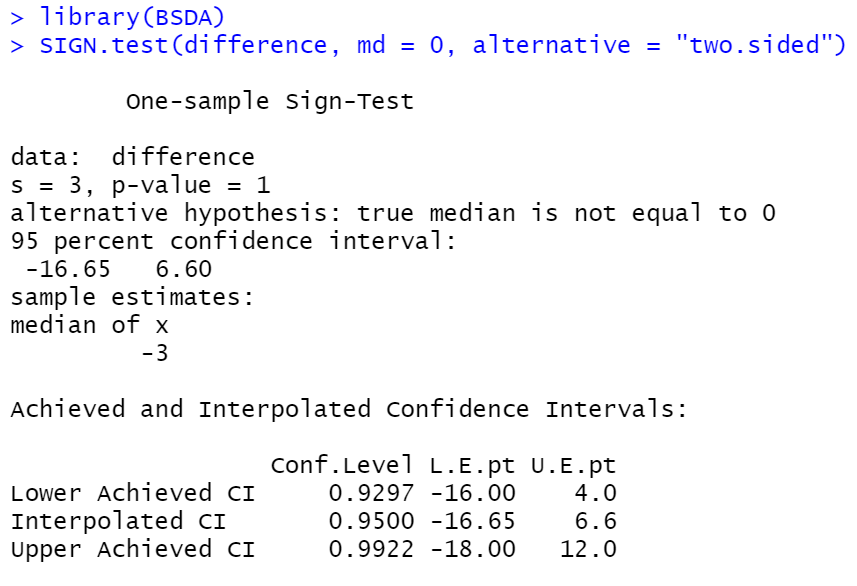 > library(BSDA)
> SIGN.test(difference, md = 0, alternative = "two.sided")
One-sample Sign-Test
data:  difference
s = 3, p-value = 1
alternative hypothesis: true median is not equal to 0
95 percent confidence interval:
 -16.65   6.60
sample estimates:
median of x
         -3
Achieved and Interpolated Confidence Intervals:
                  Conf.Level L.E.pt U.E.pt
Lower Achieved CI     0.9297 -16.00    4.0
Interpolated CI       0.9500 -16.65    6.6
Upper Achieved CI     0.9922 -18.00   12.0